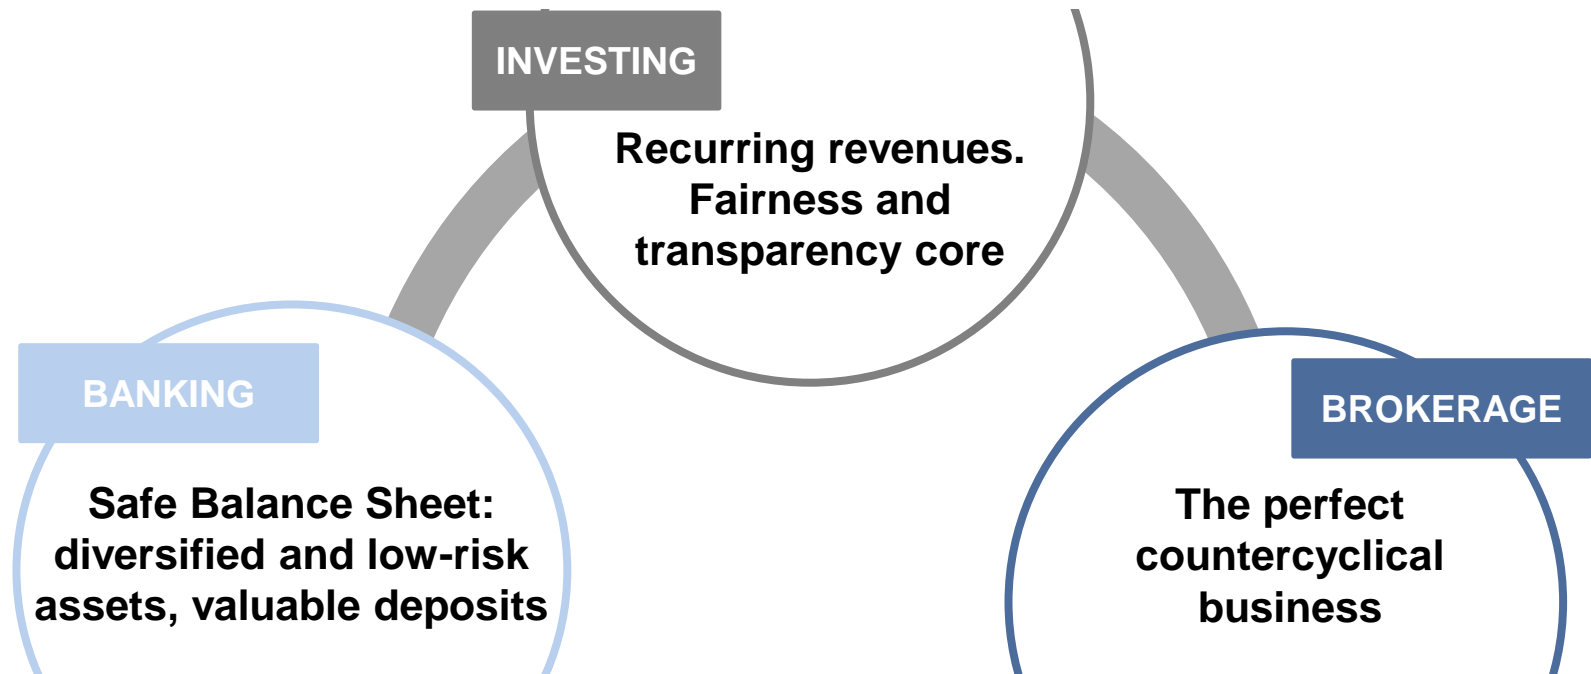 INVESTING
Recurring revenues.
Fairness and
transparency core
BANKING
Safe Balance Sheet:
diversified and low-risk
assets, valuable deposits
BROKERAGE
The perfect
countercyclical
business